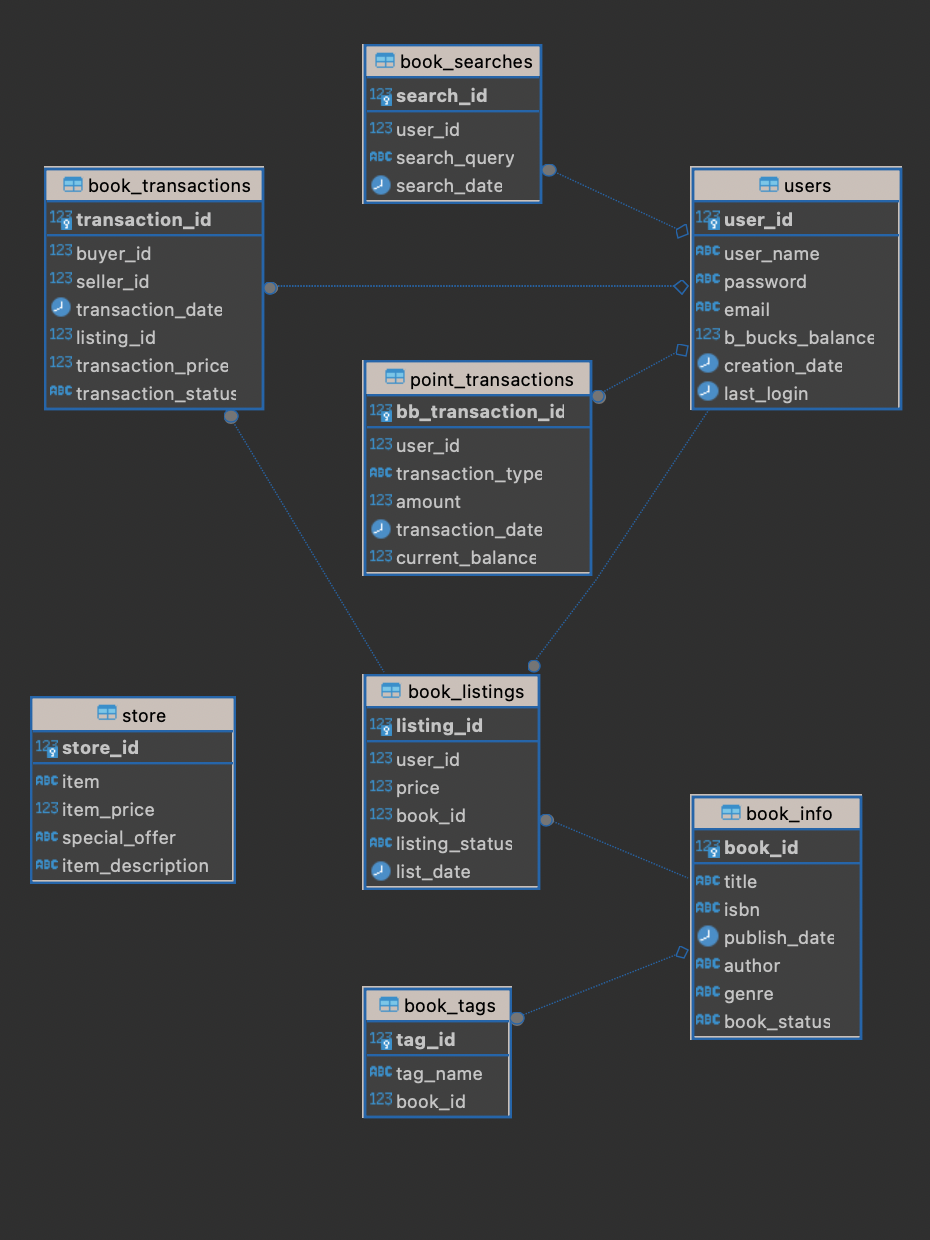 book_searches
123 search_id
123 user_id
ABC search_query
search_date
book_transactions
123 transaction_id
123 buyer_id
123 seller_id
transaction_date
123 listing_id
123 transaction_price
ABC transaction_status
users
123 user_id
ABC user_name
ABC password
ABC email
123 b_bucks_balance
creation_date
last_login
point_transactions
123 bb_transaction_id
123 user_id
ABC transaction_type
123 amount
transaction_date
123 current_balance
book_listings
123 listing_id
123 user_id
123 price
123 book_id
ABC listing_status
list_date
store
123 store_id
ABC item
123 item_price
ABC special_offer
ABC item_description
book_info
123 book_id
ABC title
ABC isbn
publish_date
ABC author
ABC genre
ABC book_status
book_tags
123 tag_id
ABC tag_name
123 book_id